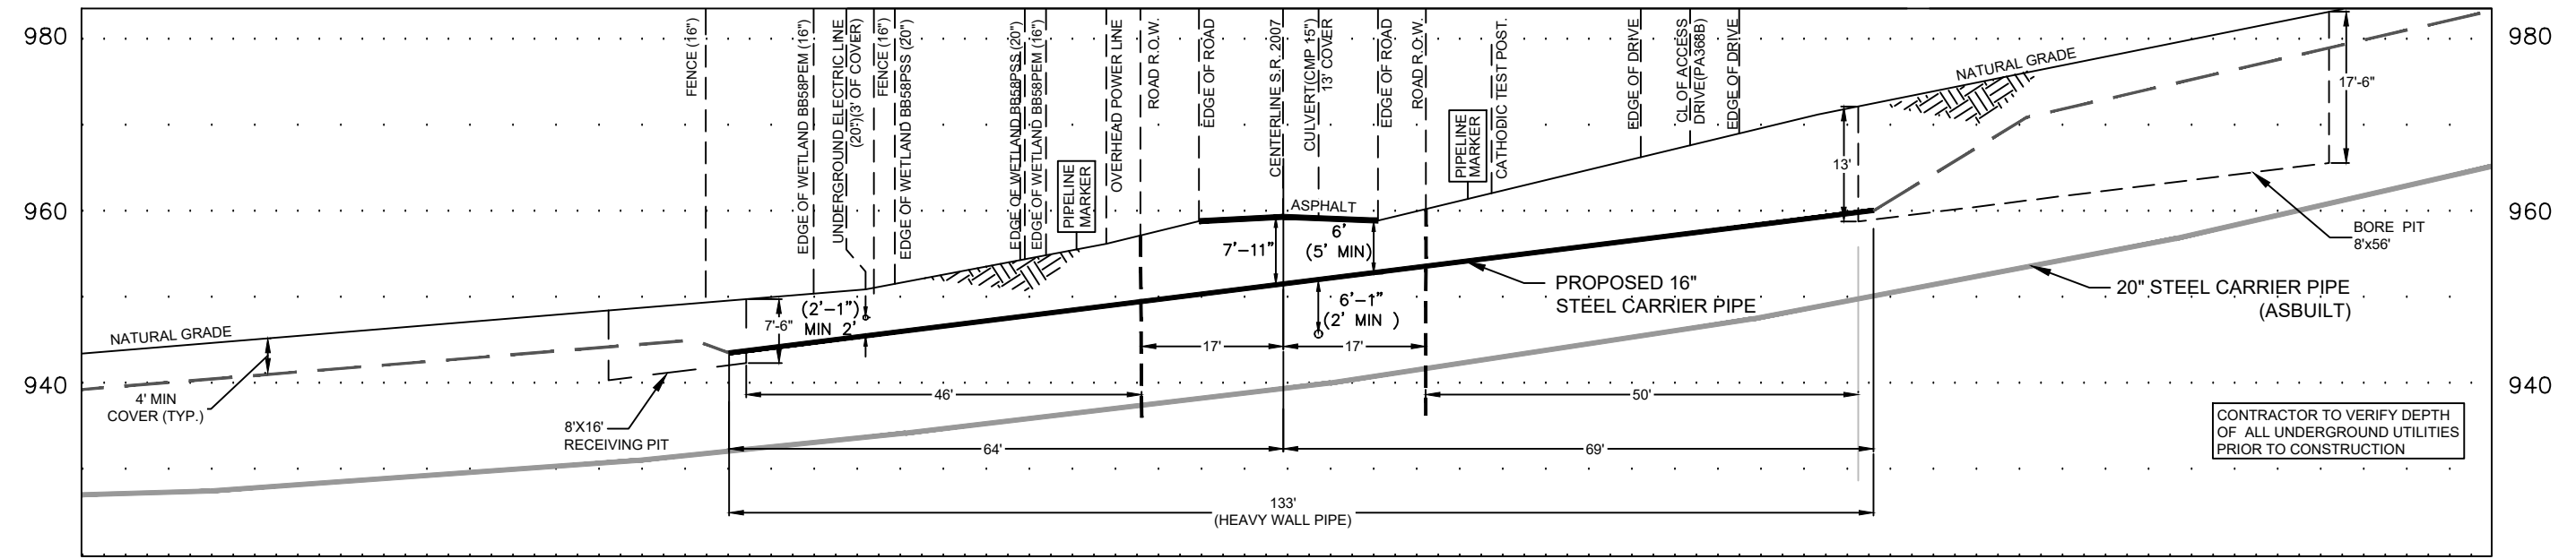 980
960
940
FENCE (16")
EDGE OF WETLAND BB58PEM (16")
UNDERGROUND ELECTRIC LINE
(20")(3' OF COVER)
FENCE (16")
EDGE OF WETLAND BB58PSS (20")
EDGE OF WETLAND BB58PSS (20")
EDGE OF WETLAND BB58PEM (16")
PIPELINE
MARKER
OVERHEAD POWER LINE
ROAD R.O.W.
EDGE OF ROAD
CENTERLINE S.R. 2007
CULVERT(CMP 15")
13' COVER
EDGE OF ROAD
ROAD R.O.W.
PIPELINE
MARKER
CATHODIC TEST POST.
EDGE OF DRIVE
CL OF ACCESS
DRIVE(PA368B)
EDGE OF DRIVE
NATURAL GRADE
17'-6"
13'
980
960
940
ASPHALT
7'-11"
6'
(5' MIN)
6'-1"
(2' MIN )
(2'-1")
MIN 2'
7'-6"
NATURAL GRADE
4' MIN
COVER (TYP.)
8'X16'
RECEIVING PIT
17'
17'
46'
50'
64'
69'
133'
(HEAVY WALL PIPE)
PROPOSED 16"
STEEL CARRIER PIPE
BORE PIT
8'x56'
20" STEEL CARRIER PIPE
(ASBUILT)
CONTRACTOR TO VERIFY DEPTH
OF ALL UNDERGROUND UTILITIES
PRIOR TO CONSTRUCTION